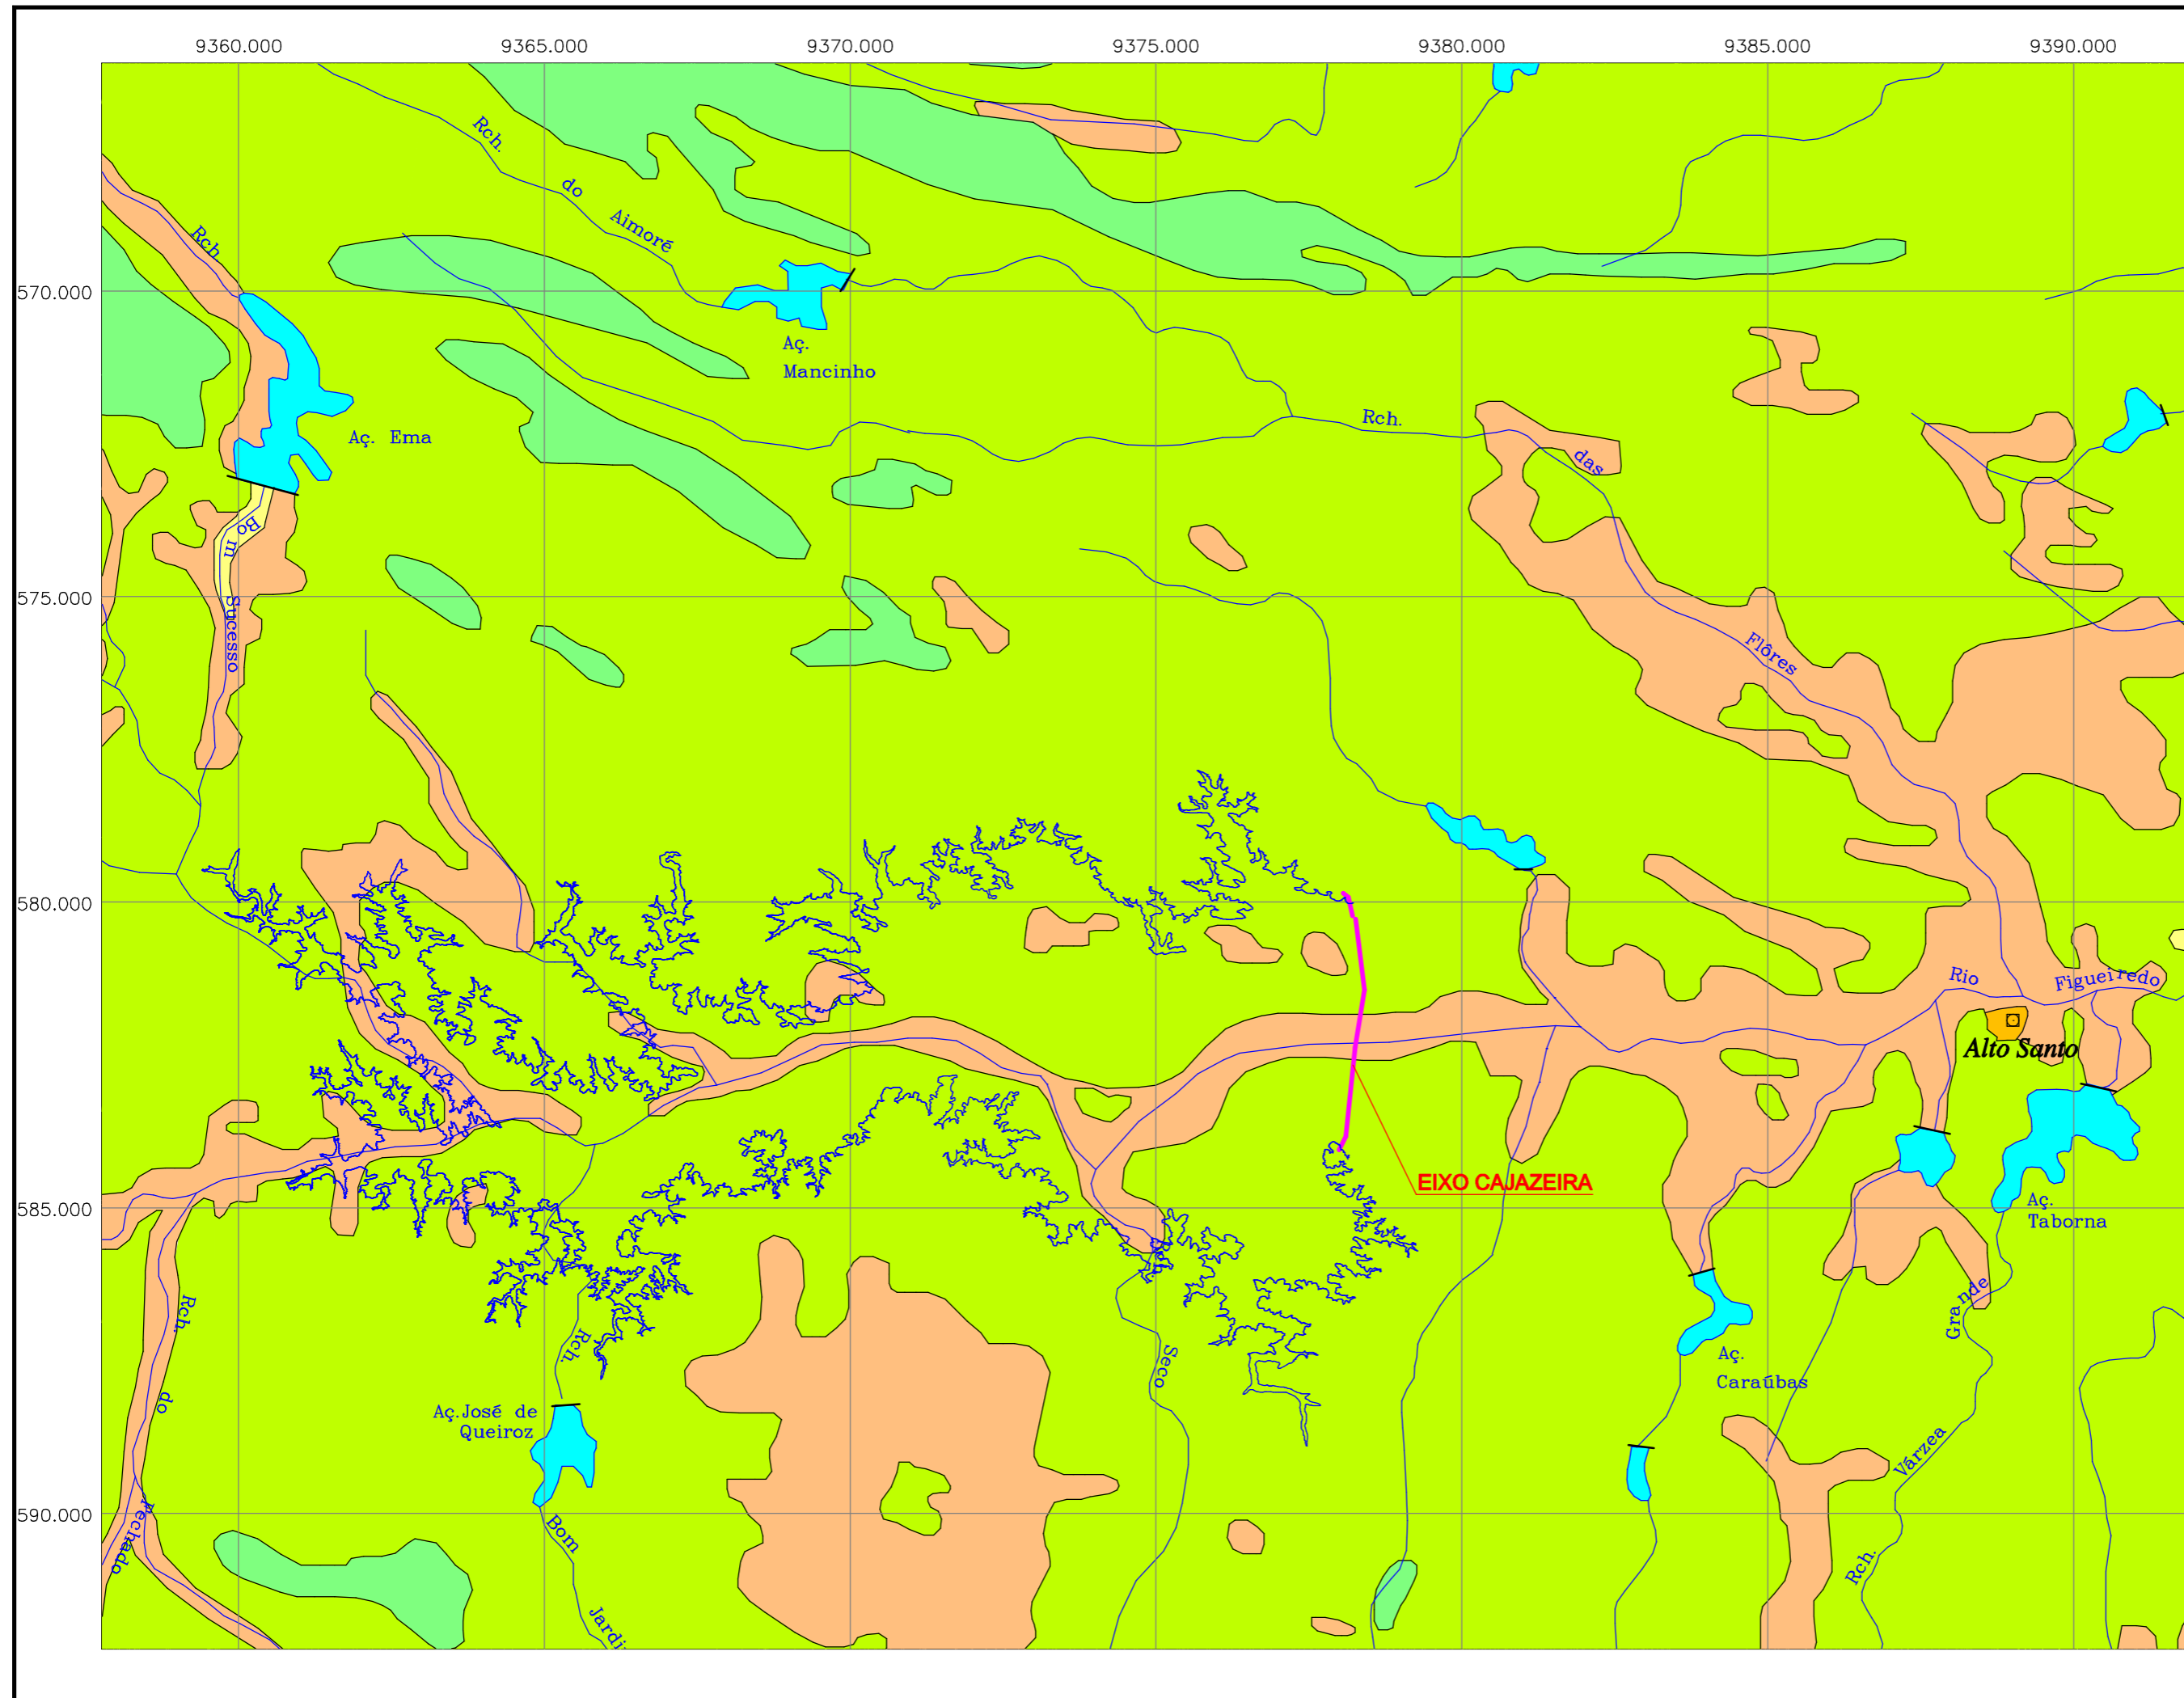 9360.000 9365.000 9370.000 9375.000 9380.000 9385.000 9390.000
Rch.
do
Aimoré
Rch.
570.000
Aç.
Mancinho
Aç. Ema
Rch.
das
Bo m
575.000
Sucesso
Flôres
580.000
Rio Figueiredo
Alto Santo
EIXO CAJAZEIRA
585.000
Aç.
Taborna
Rch.
Rch.
Seco
Grande
Aç.
Caraúbas
do
Aç.José de
Queiroz
Várzea
590.000
Fechado
Bom
Rch.
Jardi